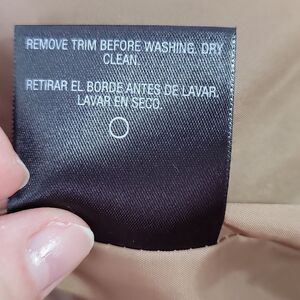 REMOVE TRIM BEFORE WASHING. DRY
CLEAN.
RETIRAR EL BORDE ANTES DE LAVAR.
LAVAR EN SECO.